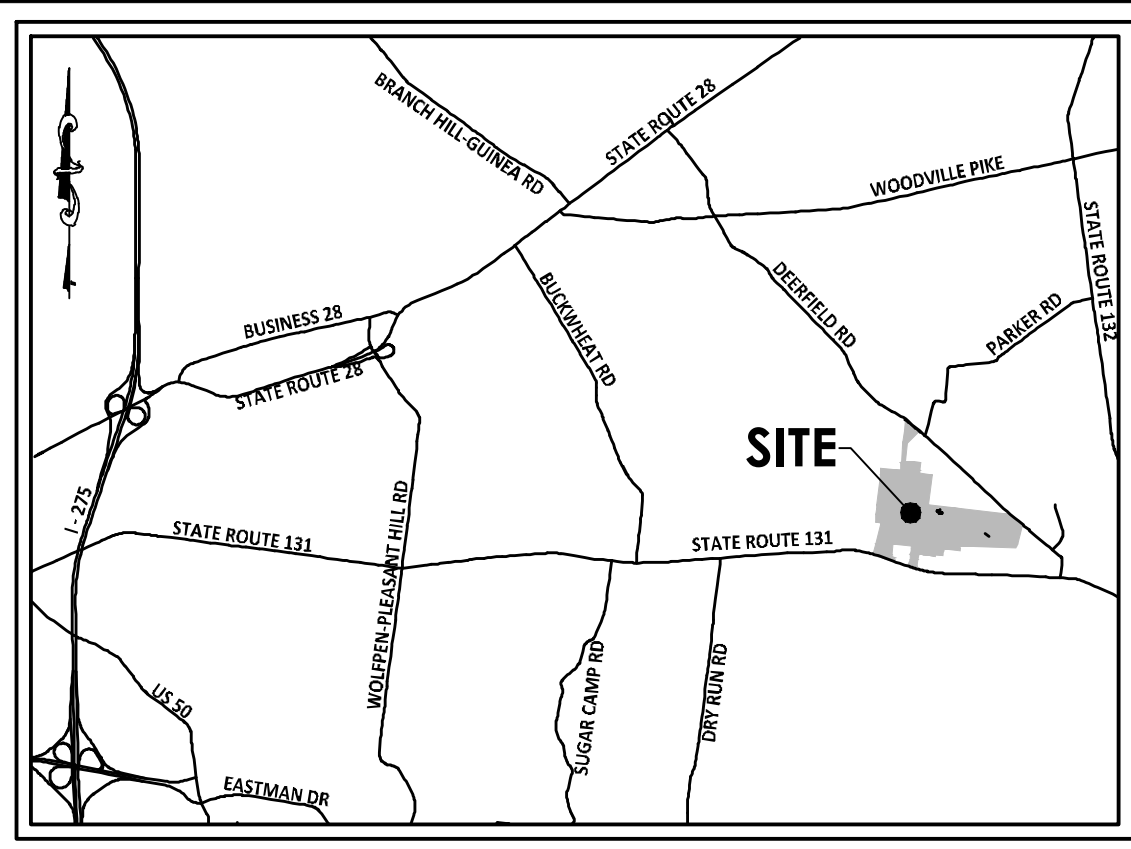 BRANCH HILL-GUINEA RD
STATE ROUTE 28
WOODVILLE PIKE
STATE ROUTE 132
BUCKWHEAT RD
DEERFIELD RD
PARKER RD
BUSINESS 28
STATE ROUTE 28
SITE
I - 275
WOLFPEN-PLEASANT HILL RD
STATE ROUTE 131
STATE ROUTE 131
US 50
SUGAR CAMP RD
DRY RUN RD
EASTMAN DR